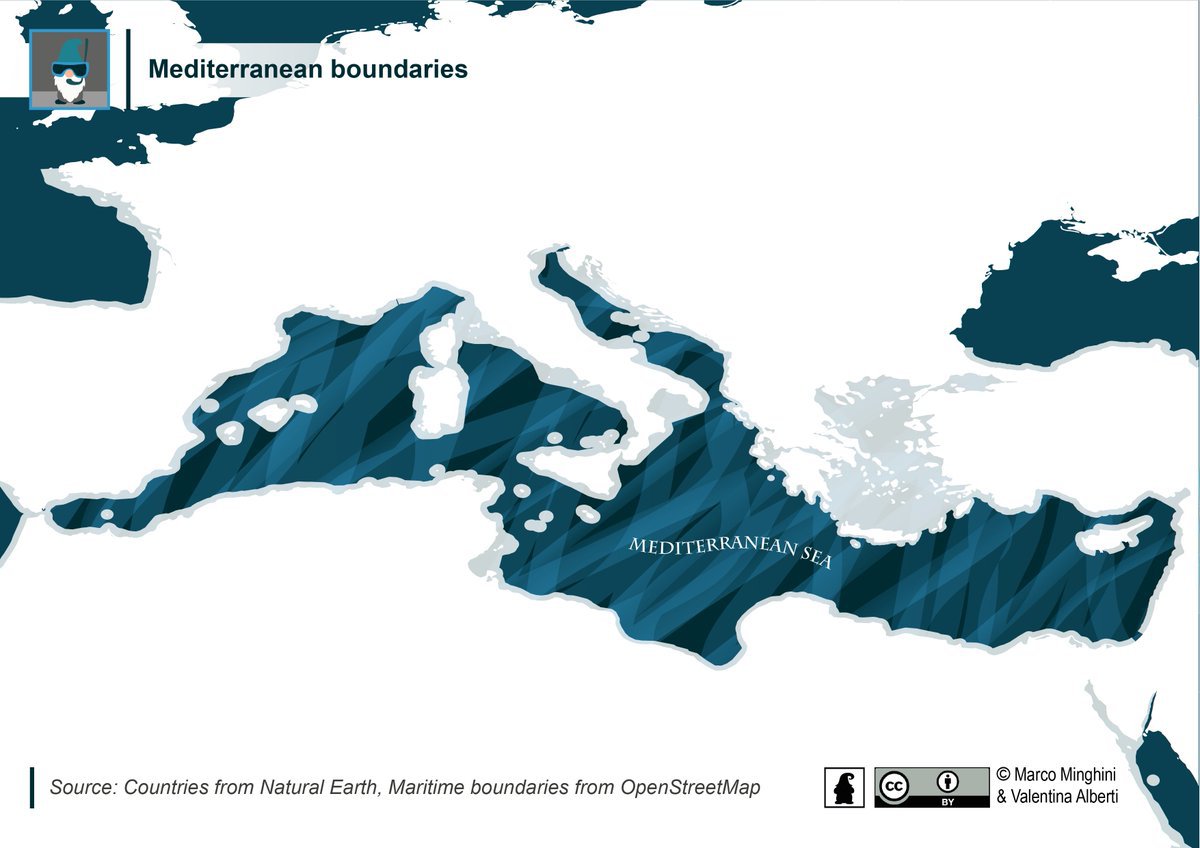 Mediterranean boundaries
MEDITERRANEAN SEA
Source: Countries from Natural Earth, Maritime boundaries from OpenStreetMap
cc
BY
© Marco Minghini
& Valentina Alberti